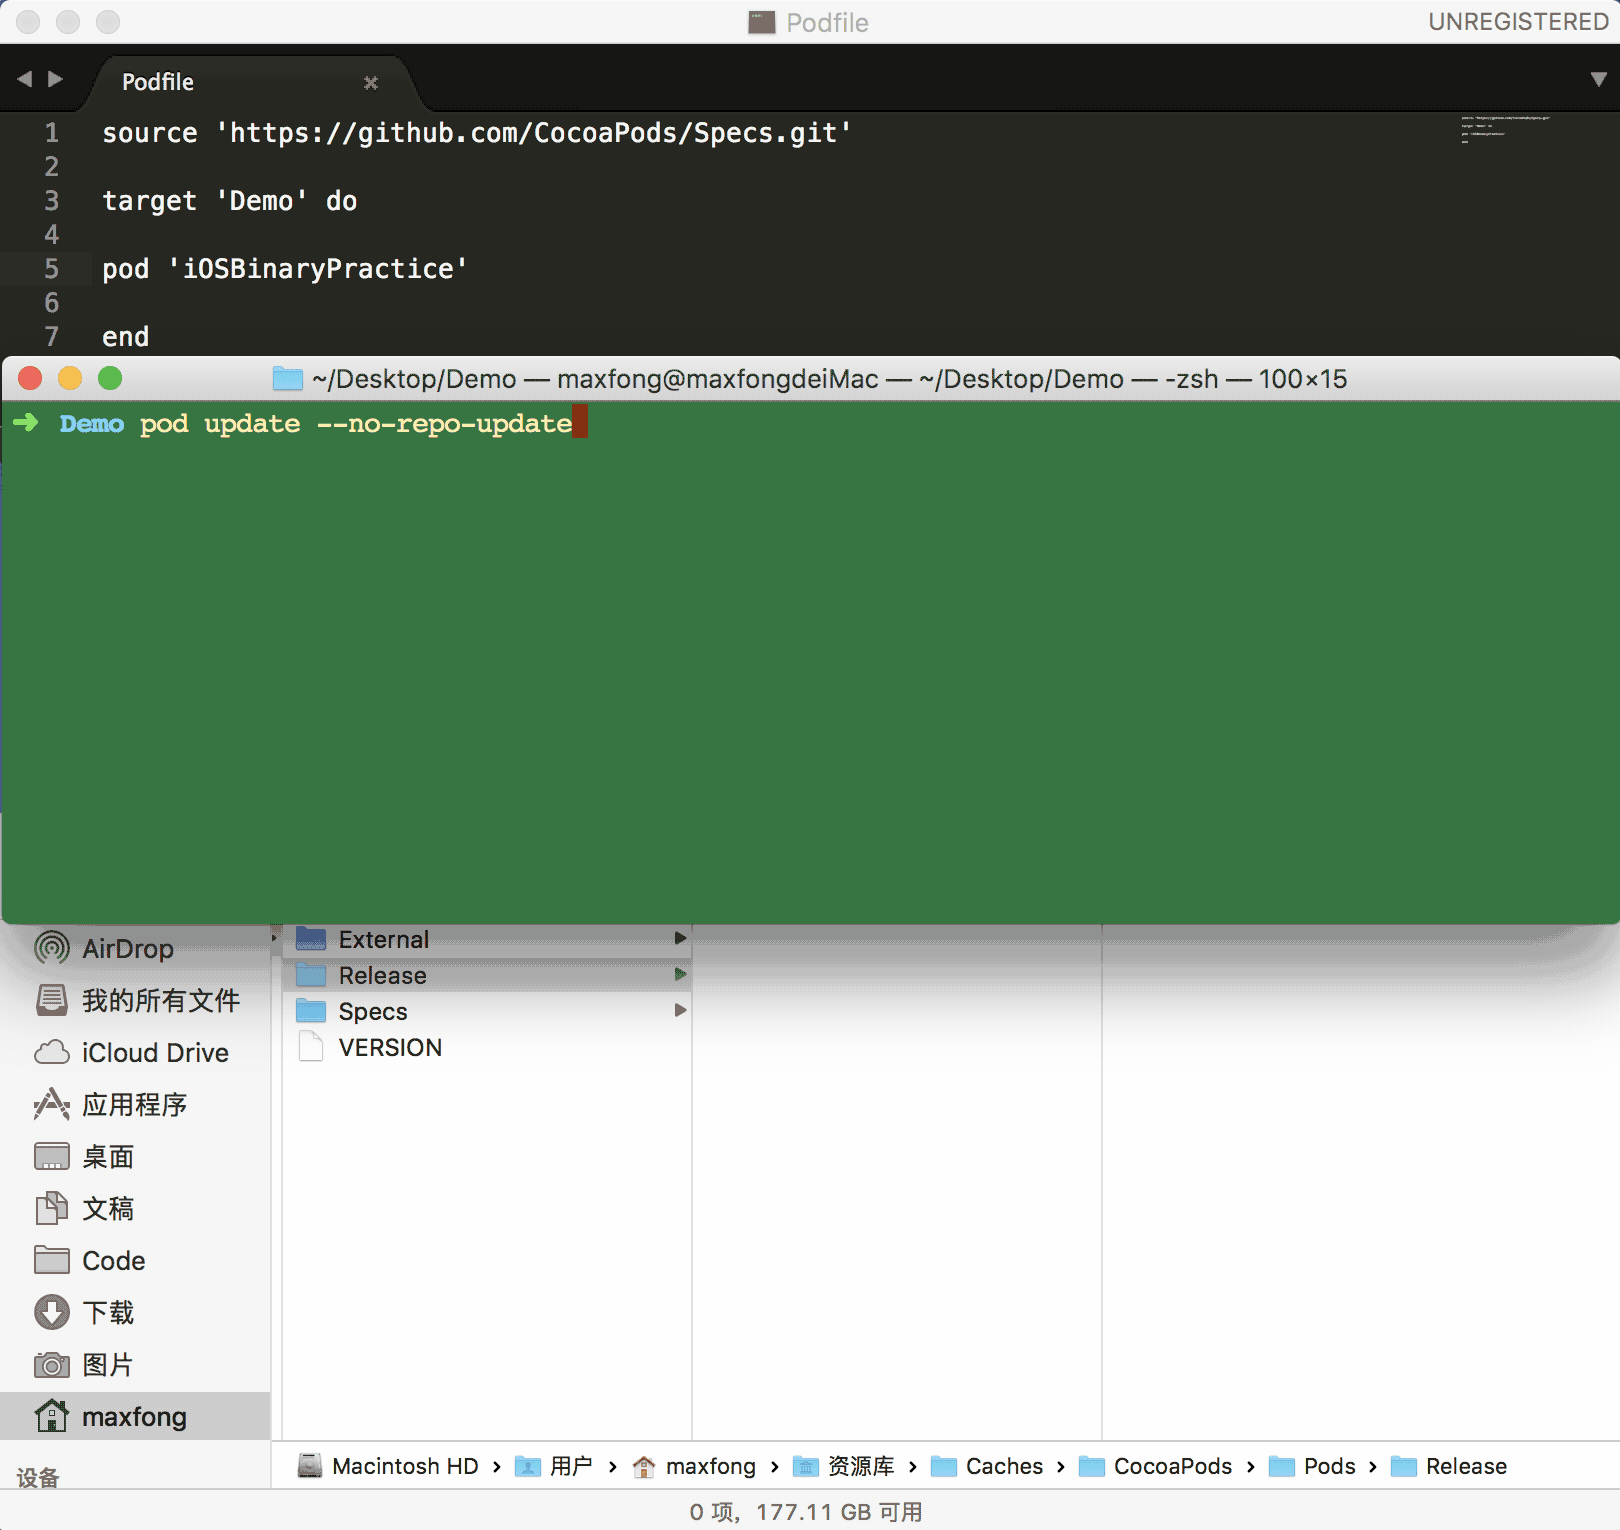 Podfile
UNREGISTERED
Podfile
1 source 'https://github.com/CocoaPods/Specs.git'
2
3 target 'Demo' do
4
5 pod 'iOSBinaryPractice'
6
7 end
~/Desktop/Demo — maxfong@maxfongdeiMac — ~/Desktop/Demo — -zsh — 100×15
➜ Demo pod update --no-repo-update
AirDrop
我的所有文件
iCloud Drive
应用程序
桌面
文稿
Code
下载
图片
maxfong
设备
External
Release
Specs
VERSION
Macintosh HD › 用户 › maxfong › 资源库 › Caches › CocoaPods › Pods › Release
0 项，177.11 GB 可用